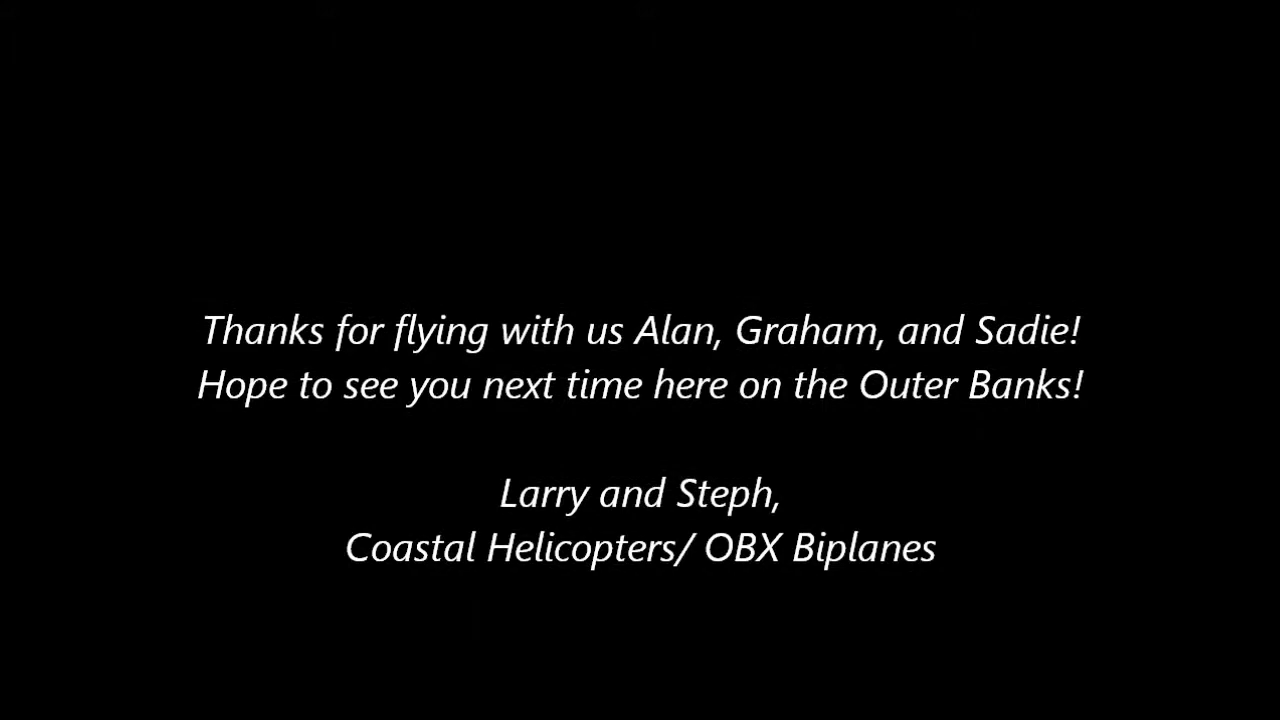 Thanks for flying with us Alan, Graham, and Sadie!
Hope to see you next time here on the Outer Banks!
Larry and Steph,
Coastal Helicopters/ OBX Biplanes